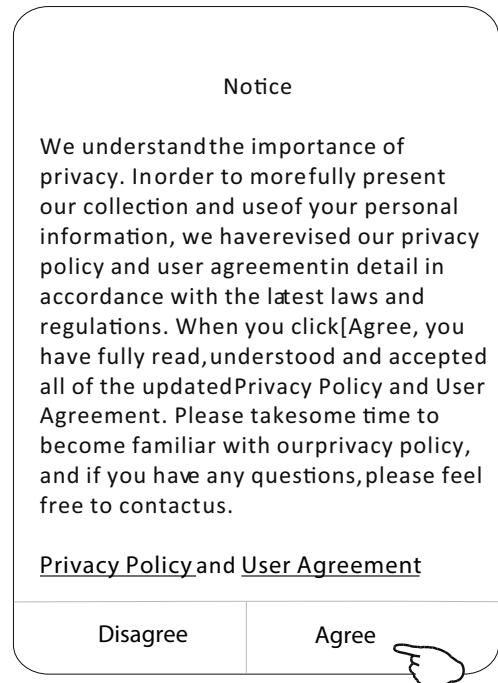 Notice
We understand the importance of
privacy. Inorder to morefully present
our collection and useof your personal
information, we haverevised our privacy
policy and user agreementin detail in
accordance with the latest laws and
regulations. When you click[Agree, you
have fully read,understood and accepted
all of the updatedPrivacy Policy and User
Agreement. Please takesome time to
become familiar with ourprivacy policy,
and if you have any questions,please feel
free to contactus.
Privacy Policy and User Agreement
Disagree Agree